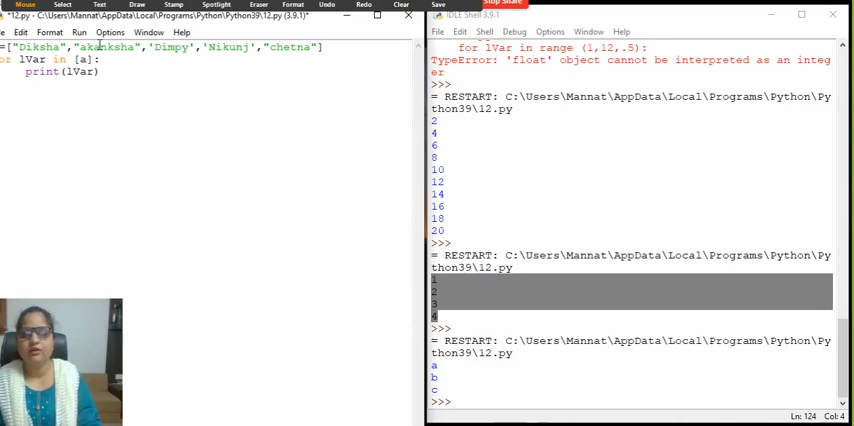 Mouse Select Text Draw Stamp Spotlight Eraser Format Undo Redo Clear Save
Stop Share
*12.py - C:\Users\Mannat\AppData\Local\Programs\Python\Python39\12.py (3.9.1)*
Edit Format Run Options Window Help
=["Diksha","akanksha",'Dimpy','Nikunj',"chetna"]
or lVar in [a]:
print(lVar)
IDLE Shell 3.9.1
File Edit Shell Debug Options Window Help
for lVar in range (1,12,.5):
TypeError: 'float' object cannot be interpreted as an integ
er
>>>
= RESTART: C:\Users\Mannat\AppData\Local\Programs\Python\Py
thon39\12.py
2
4
6
8
10
12
14
16
18
20
>>>
= RESTART: C:\Users\Mannat\AppData\Local\Programs\Python\Py
thon39\12.py
1
2
3
4
>>>
= RESTART: C:\Users\Mannat\AppData\Local\Programs\Python\Py
thon39\12.py
a
b
c
>>>
Ln: 124 Col: 4